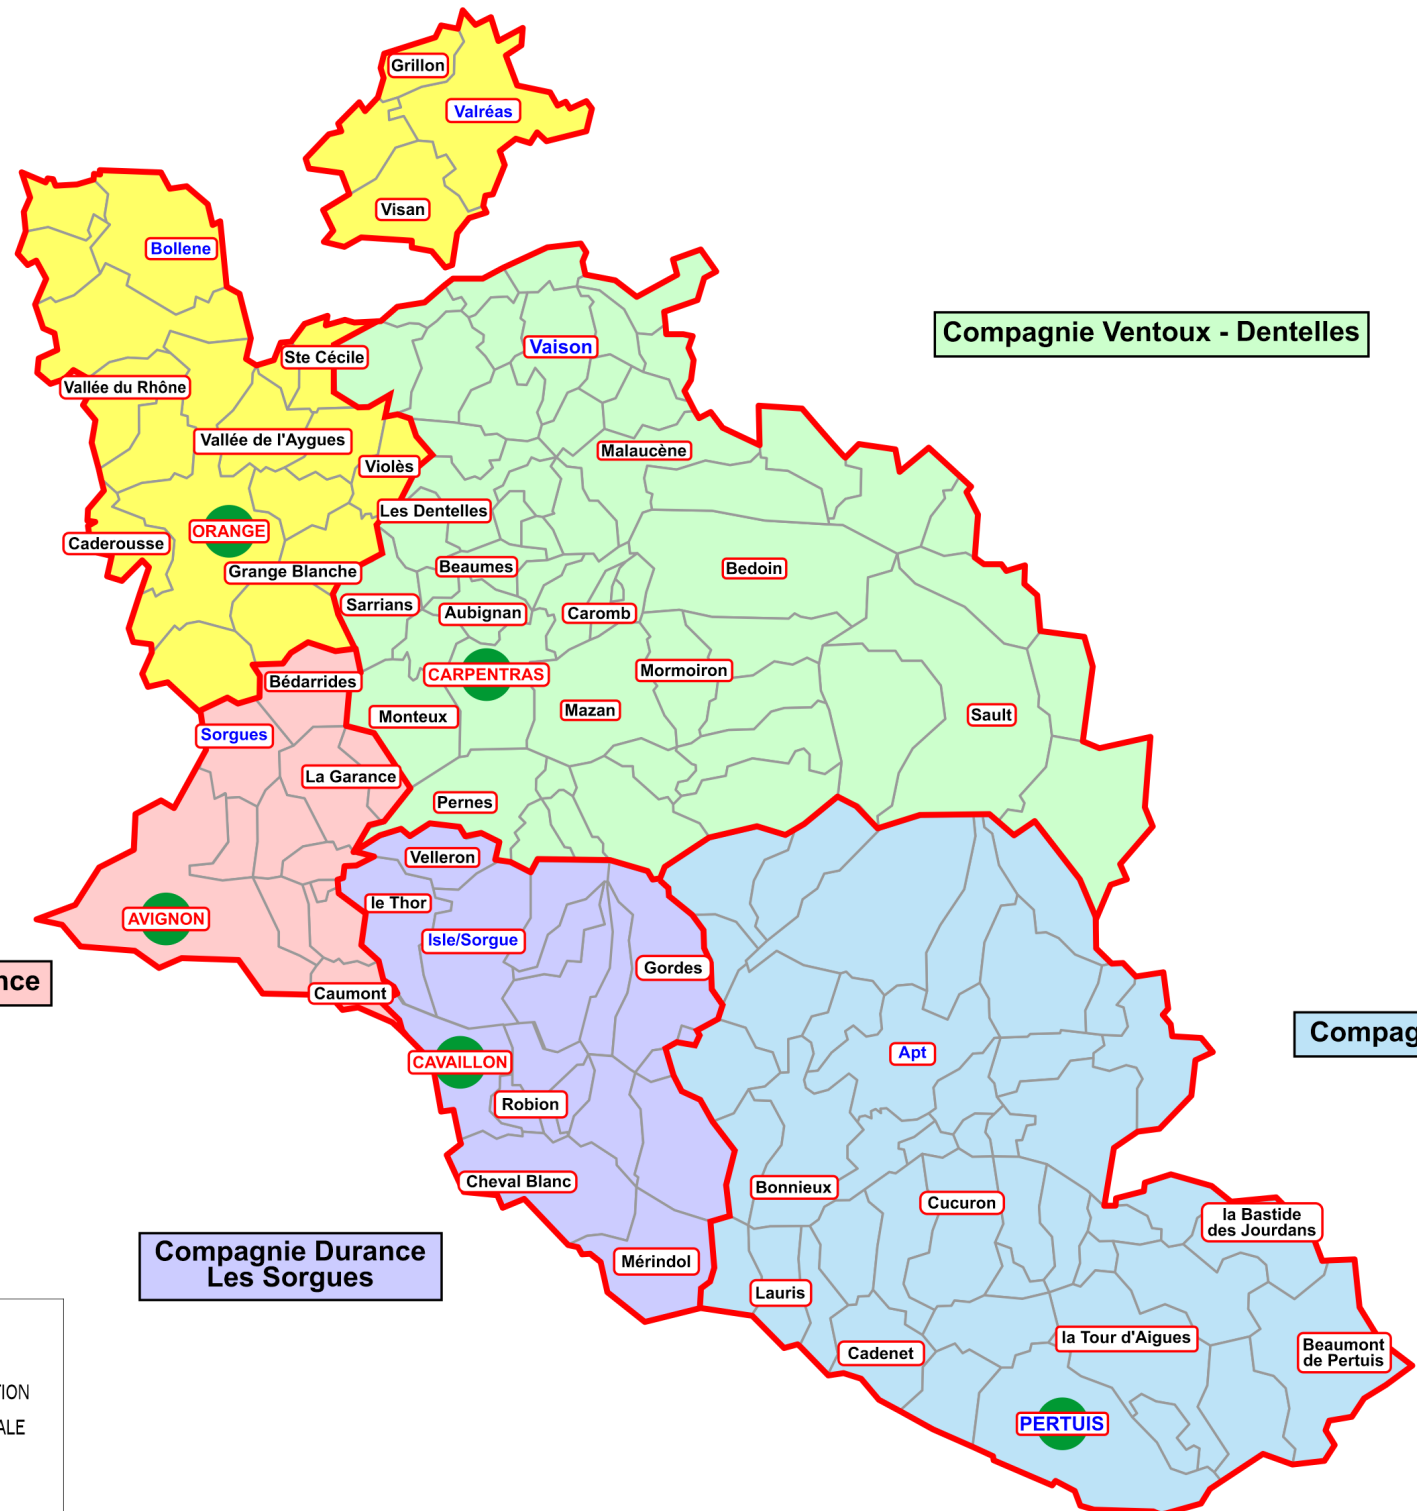 Grillon
Valréas
Visan
Bollene
Compagnie Ventoux - Dentelles
Vaison
Ste Cécile
Vallée du Rhône
Vallée de l'Aygues
Malaucène
Violès
Les Dentelles
ORANGE
Caderousse
Grange Blanche
Beaumes
Bedoin
Sarrians
Aubignan
Caromb
CARPENTRAS
Mormoiron
Bédarrides
Monteux
Mazan
Sault
Sorgues
La Garance
Pernes
Velleron
le Thor
AVIGNON
Isle/Sorgue
Gordes
nce
Caumont
Compag
Apt
CAVAILLON
Robion
Cheval Blanc
Bonnieux
Cucuron
la Bastide
des Jourdans
Compagnie Durance
Les Sorgues
Mérindol
Lauris
la Tour d'Aigues
Cadenet
Beaumont
de Pertuis
PERTUIS
TION
ALE